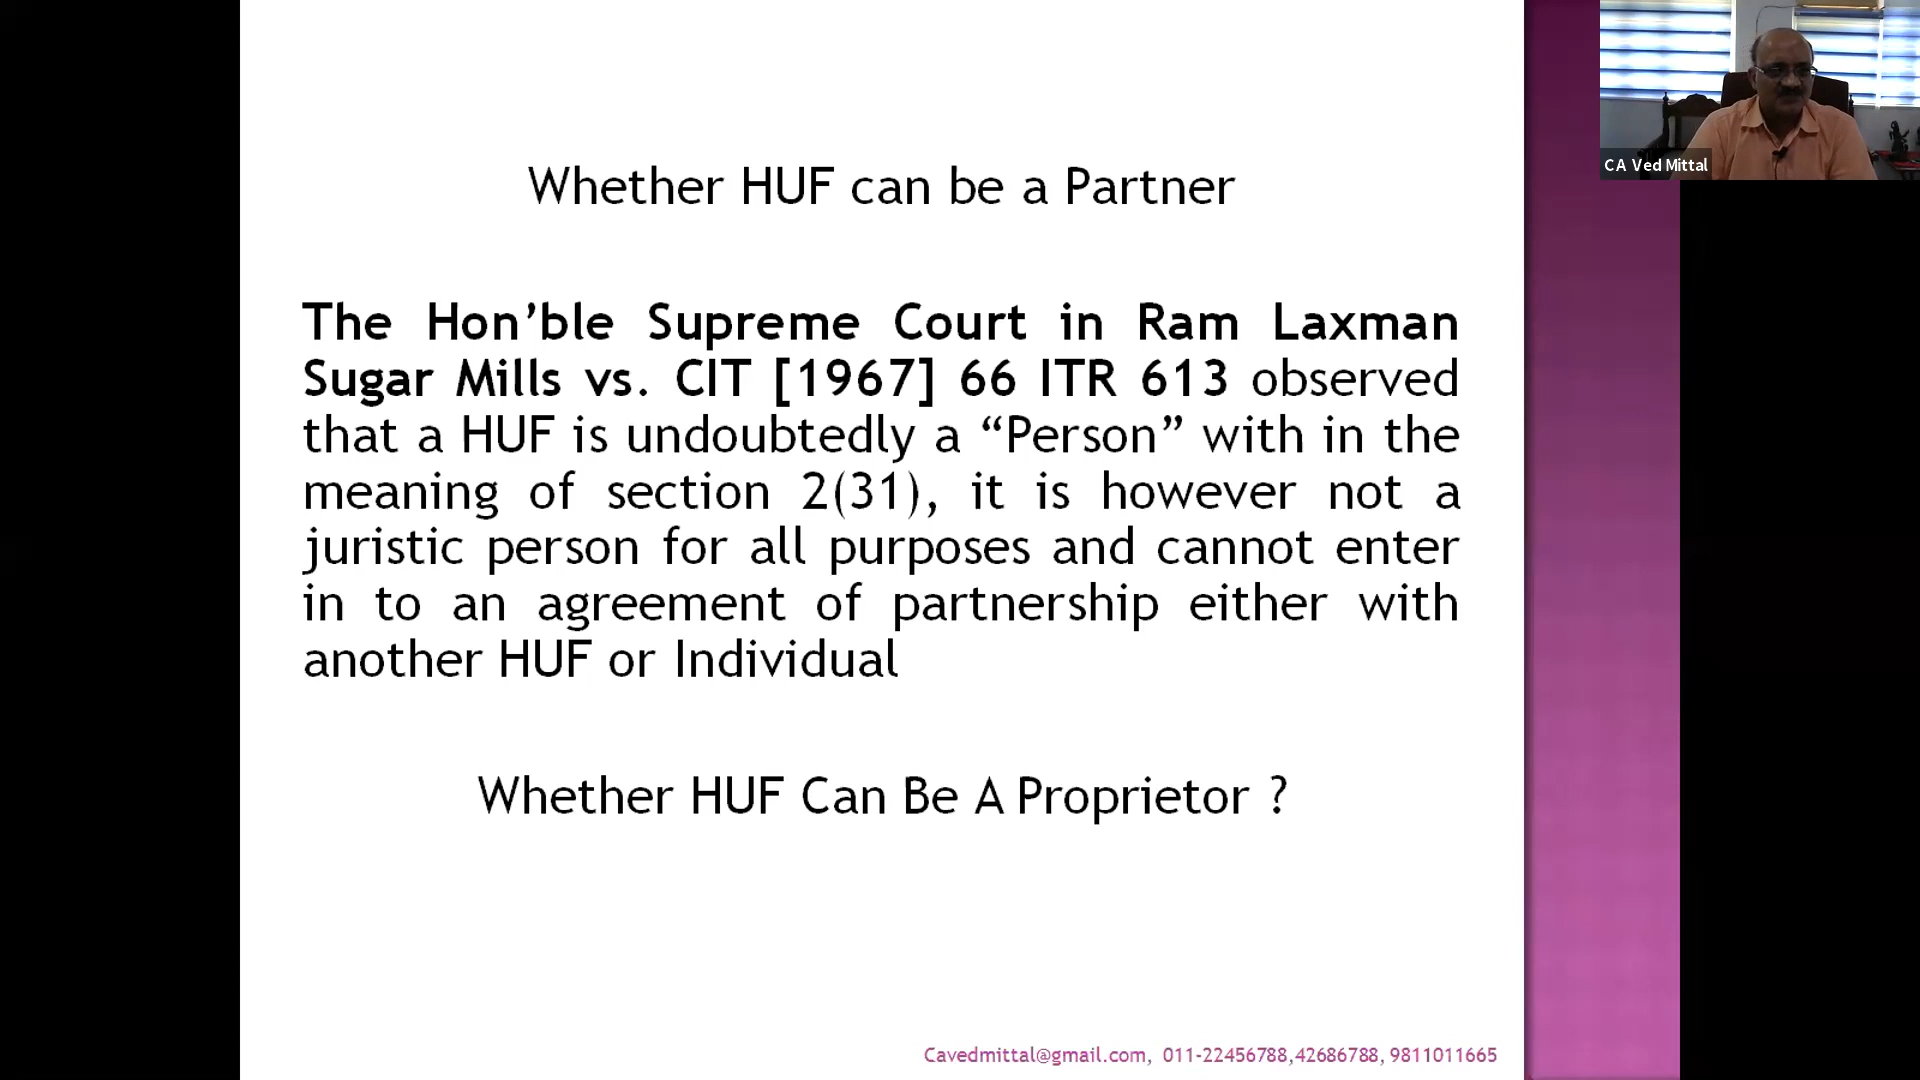 CA Ved Mittal
Whether HUF can be a Partner
The Hon’ble Supreme Court in Ram Laxman
Sugar Mills vs. CIT [1967] 66 ITR 613 observed
that a HUF is undoubtedly a “Person” with in the
meaning of section 2(31), it is however not a
juristic person for all purposes and cannot enter
in to an agreement of partnership either with
another HUF or Individual
Whether HUF Can Be A Proprietor ?
Cavedmittal@gmail.com, 011-22456788,42686788, 9811011665